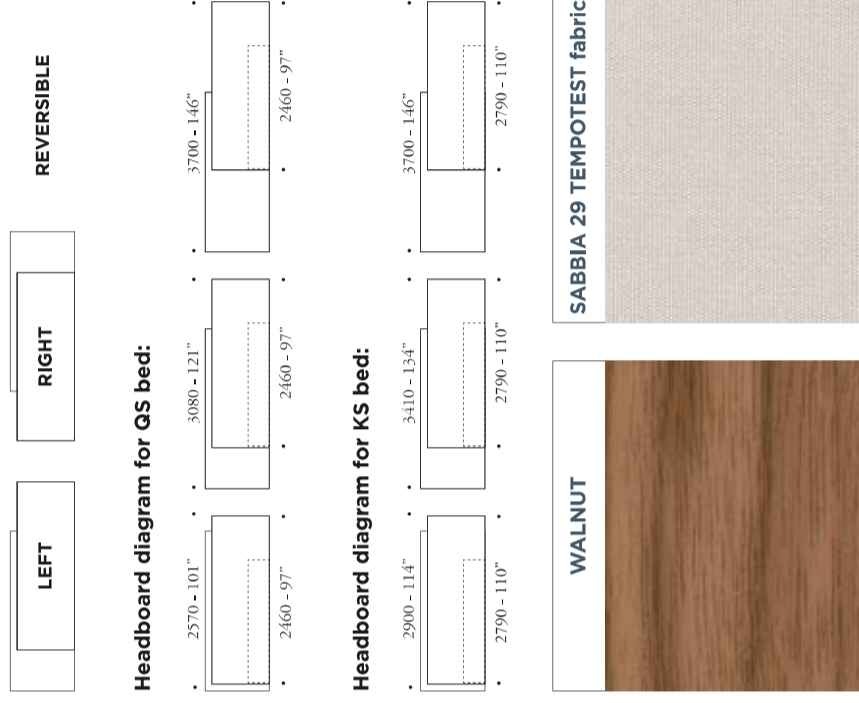 LEFT
RIGHT
REVERSIBLE
Headboard diagram for QS bed:
2570 - 101”
3080 - 121”
3700 - 146”
2460 - 97”
2460 - 97”
2460 - 97”
Headboard diagram for KS bed:
2900 - 114”
3410 - 134”
3700 - 146”
2790 - 110”
2790 - 110”
2790 - 110”
WALNUT
SABBIA 29 TEMPOTEST fabric